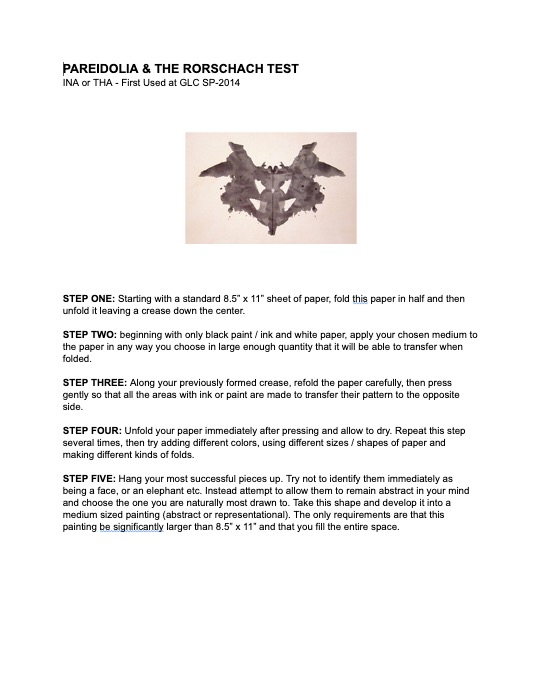 PAREIDOLIA & THE RORSCHACH TEST
INA or THA - First Used at GLC SP-2014
STEP ONE: Starting with a standard 8.5” x 11” sheet of paper, fold this paper in half and then
unfold it leaving a crease down the center.
STEP TWO: beginning with only black paint / ink and white paper, apply your chosen medium to
the paper in any way you choose in large enough quantity that it will be able to transfer when
folded.
STEP THREE: Along your previously formed crease, refold the paper carefully, then press
gently so that all the areas with ink or paint are made to transfer their pattern to the opposite
side.
STEP FOUR: Unfold your paper immediately after pressing and allow to dry. Repeat this step
several times, then try adding different colors, using different sizes / shapes of paper and
making different kinds of folds.
STEP FIVE: Hang your most successful pieces up. Try not to identify them immediately as
being a face, or an elephant etc. Instead attempt to allow them to remain abstract in your mind
and choose the one you are naturally most drawn to. Take this shape and develop it into a
medium sized painting (abstract or representational). The only requirements are that this
painting be significantly larger than 8.5” x 11” and that you fill the entire space.